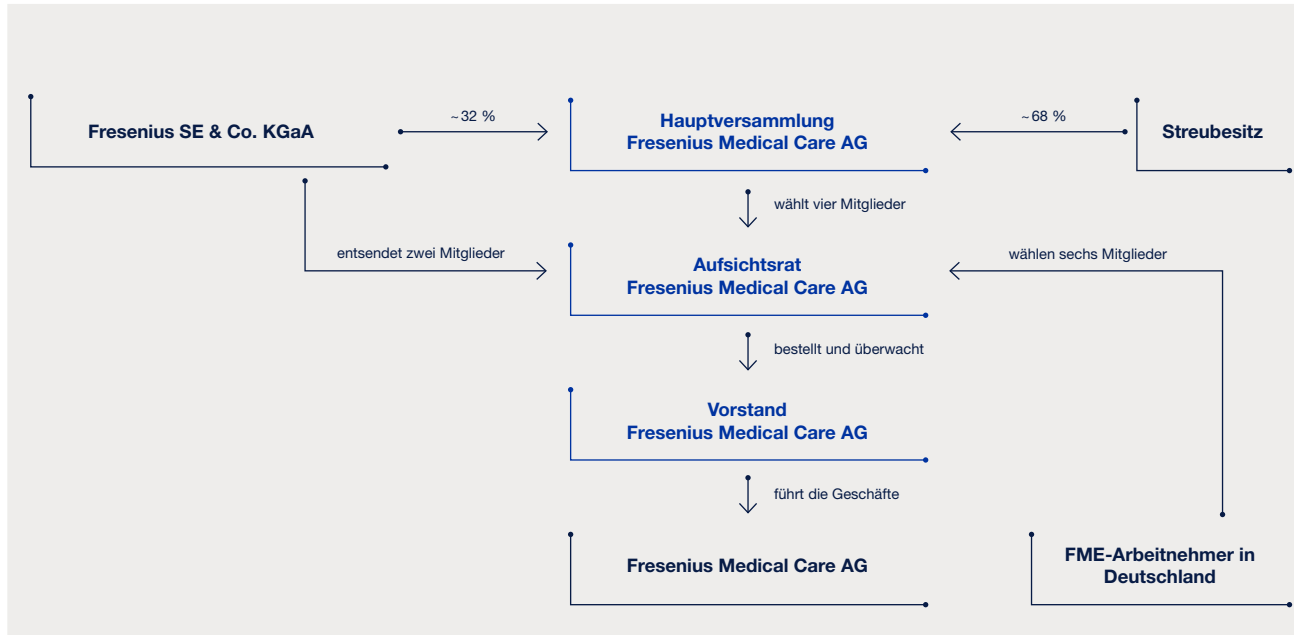 Fresenius SE & Co. KGaA
~32 %
Hauptversammlung
Fresenius Medical Care AG
~68 %
Streubesitz
wählt vier Mitglieder
entsendet zwei Mitglieder
Aufsichtsrat
Fresenius Medical Care AG
wählen sechs Mitglieder
bestellt und überwacht
Vorstand
Fresenius Medical Care AG
führt die Geschäfte
Fresenius Medical Care AG
FME-Arbeitnehmer in
Deutschland